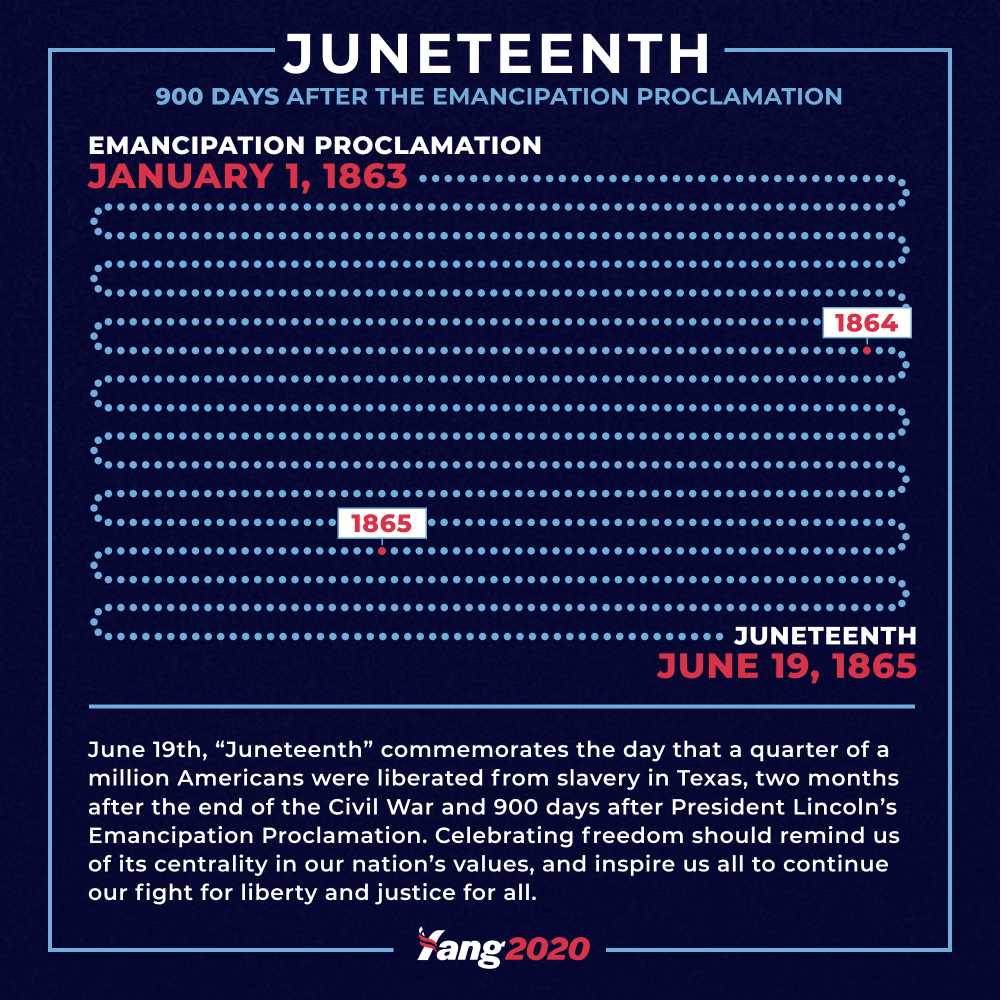 JUNETEENTH
900 DAYS AFTER THE EMANCIPATION PROCLAMATION
EMANCIPATION PROCLAMATION
JANUARY 1, 1863
1864
1865
JUNETEENTH
JUNE 19, 1865
June 19th, “Juneteenth” commemorates the day that a quarter of a
million Americans were liberated from slavery in Texas, two months
after the end of the Civil War and 900 days after President Lincoln’s
Emancipation Proclamation. Celebrating freedom should remind us
of its centrality in our nation’s values, and inspire us all to continue
our fight for liberty and justice for all.
Yang2020